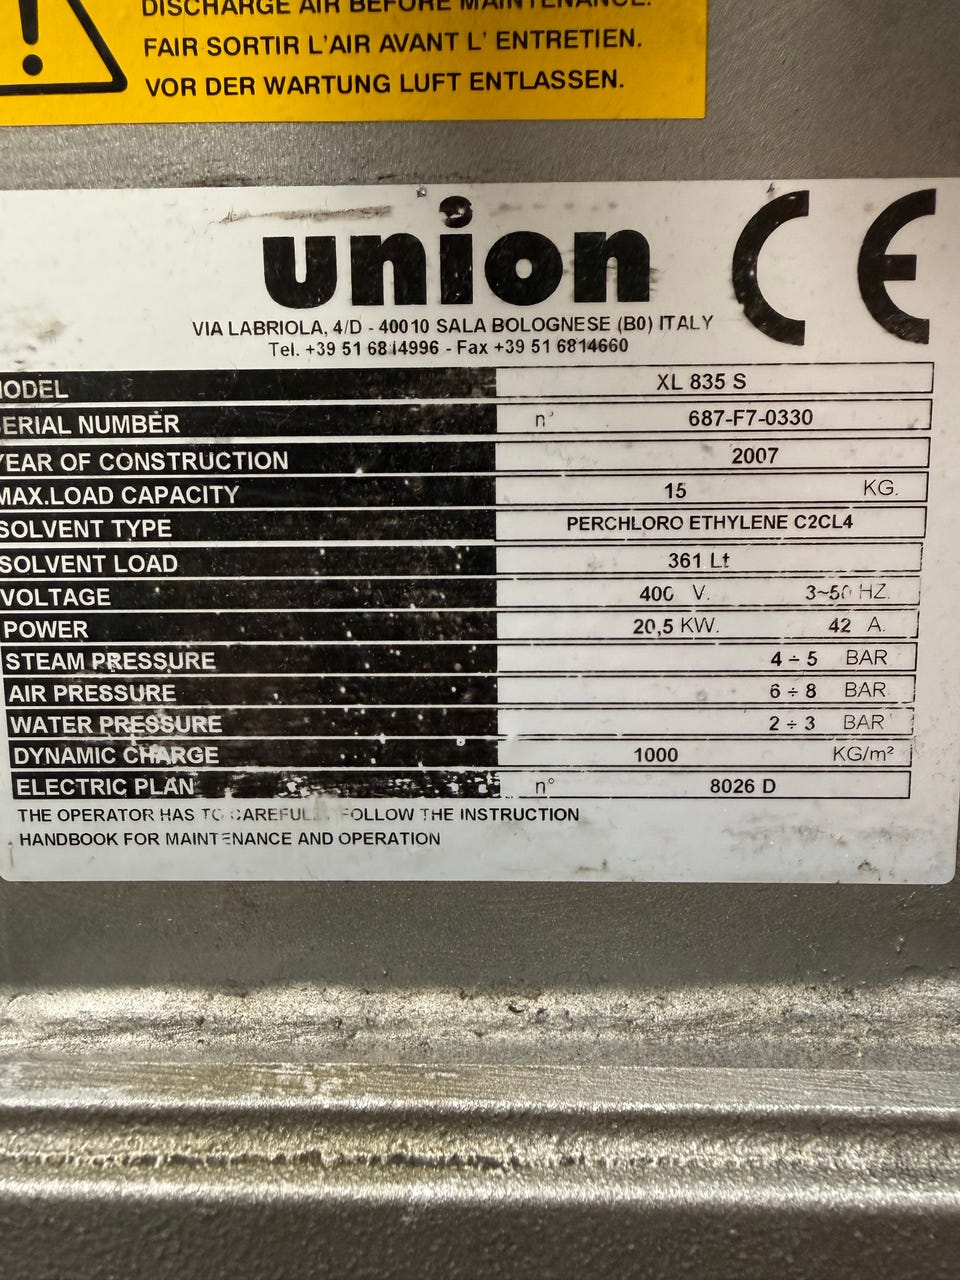 DISCHARGE AIR BEFORE MAINTENANCE.
FAIR SORTIR L'AIR AVANT L' ENTRETIEN.
VOR DER WARTUNG LUFT ENTLASSEN.
union CE
VIA LABRIOLA, 4/D - 40010 SALA BOLOGNESE (B0) ITALY
Tel. +39 51 6814996 - Fax +39 51 6814660
MODEL XL 835 S
SERIAL NUMBER n° 687-F7-0330
YEAR OF CONSTRUCTION 2007
MAX.LOAD CAPACITY 15 KG.
SOLVENT TYPE PERCHLORO ETHYLENE C2CL4
SOLVENT LOAD 361 Lt
VOLTAGE 400 V. 3~50 HZ.
POWER 20,5 KW. 42 A.
STEAM PRESSURE 4 ÷ 5 BAR
AIR PRESSURE 6 ÷ 8 BAR
WATER PRESSURE 2 ÷ 3 BAR
DYNAMIC CHARGE 1000 KG/m²
ELECTRIC PLAN n° 8026 D
THE OPERATOR HAS TO CAREFULLY FOLLOW THE INSTRUCTION
HANDBOOK FOR MAINTENANCE AND OPERATION